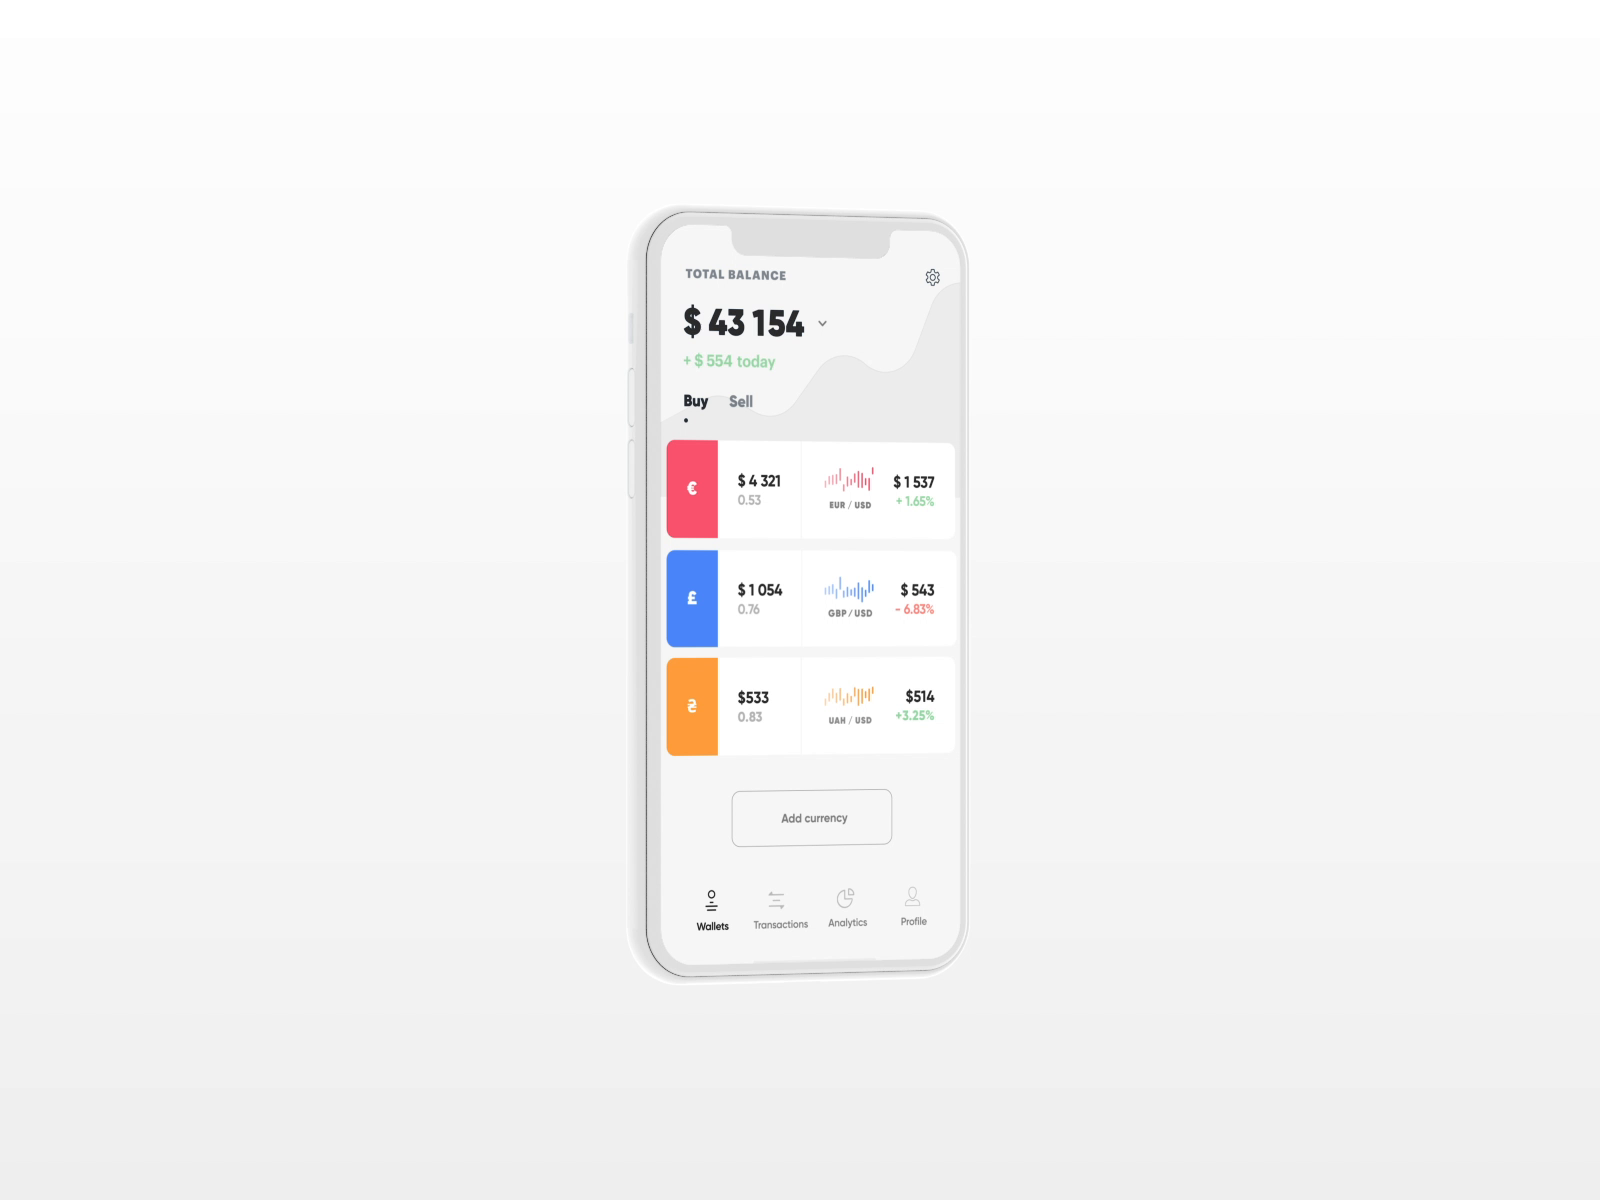 TOTAL BALANCE
$ 43 154
+ $ 554 today
Buy Sell
€ $ 4 321 $ 1 537
0.53 EUR / USD + 1.65%
£ $ 1 054 $ 543
0.76 GBP / USD - 6.83%
₴ $533 $514
0.83 UAH / USD +3.25%
Add currency
Wallets Transactions Analytics Profile